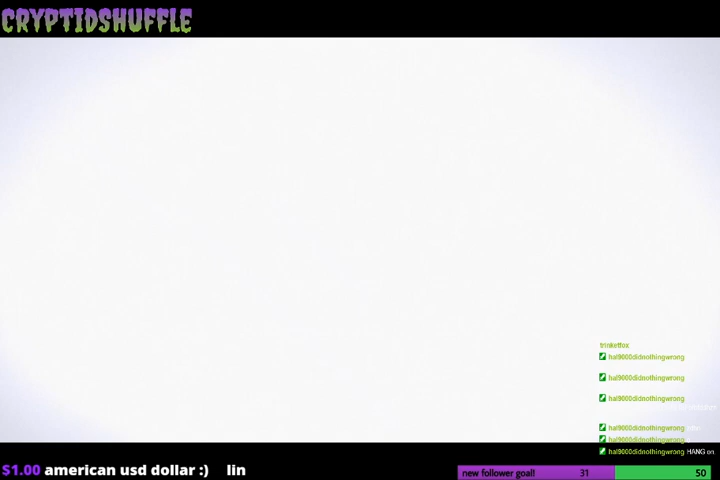 CRYPTIDSHUFFLE
trinketfox
hal9000didnothingwrong
hal9000didnothingwrong
hal9000didnothingwrong
hal9000didnothingwrong
hal9000didnothingwrong
hal9000didnothingwrong HANG on
$1.00 american usd dollar :) lin
new follower goal! 31 50